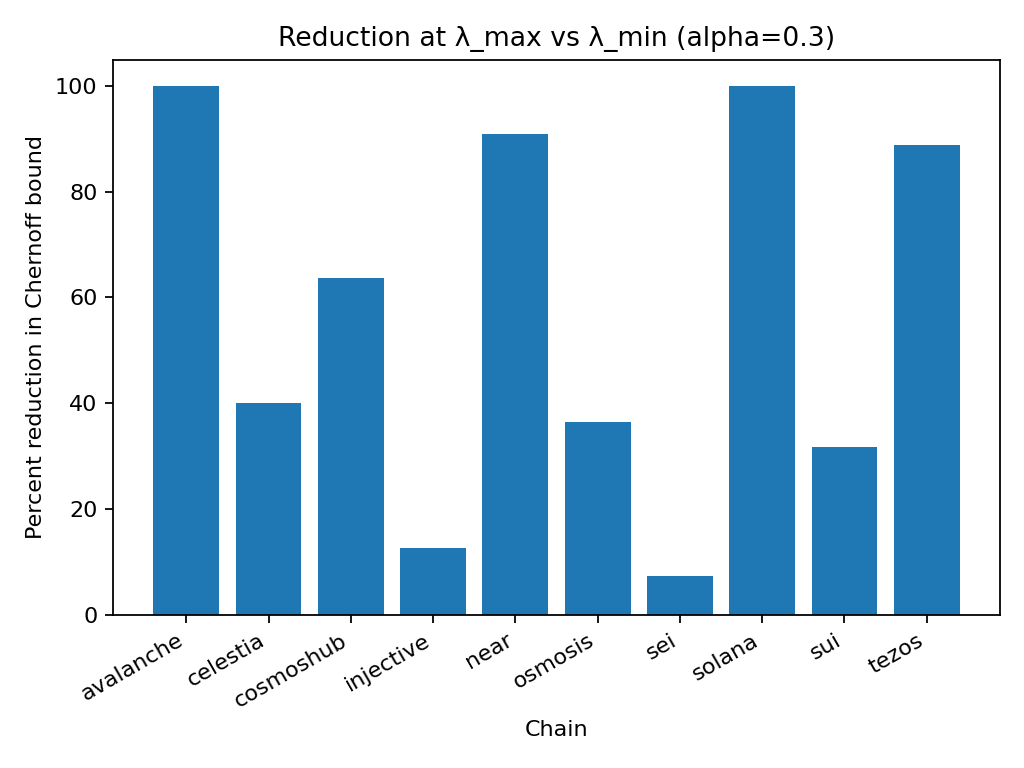 Reduction at λ_max vs λ_min (alpha=0.3)
Percent reduction in Chernoff bound
100
80
60
40
20
0
avalanche
celestia
cosmoshub
injective
near
osmosis
sei
solana
sui
tezos
Chain